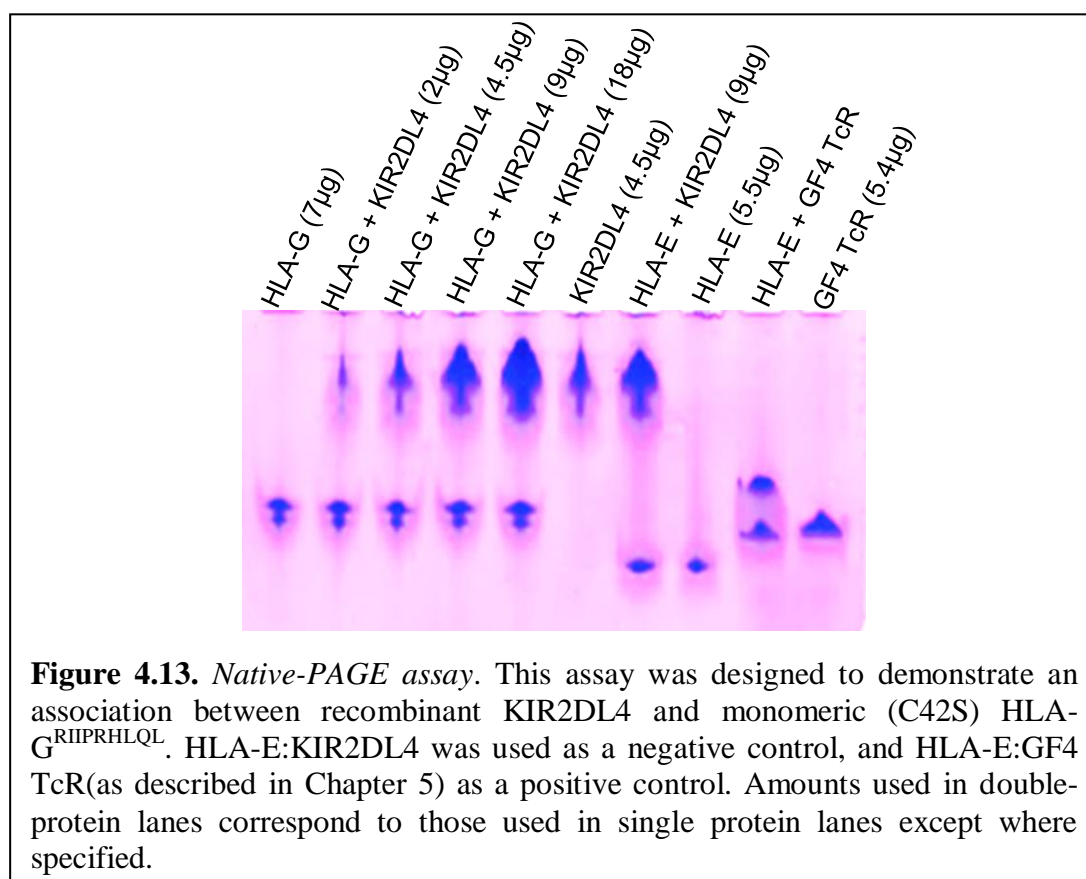 HLA-G (7µg)
HLA-G + KIR2DL4 (2µg)
HLA-G + KIR2DL4 (4.5µg)
HLA-G + KIR2DL4 (9µg)
HLA-G + KIR2DL4 (18µg)
KIR2DL4 (4.5µg)
HLA-E + KIR2DL4 (9µg)
HLA-E (5.5µg)
HLA-E + GF4 TcR
GF4 TcR (5.4µg)
Figure 4.13. Native-PAGE assay. This assay was designed to demonstrate an
association between recombinant KIR2DL4 and monomeric (C42S) HLA-
G^RIIPRHLQL. HLA-E:KIR2DL4 was used as a negative control, and HLA-E:GF4
TcR(as described in Chapter 5) as a positive control. Amounts used in double-
protein lanes correspond to those used in single protein lanes except where
specified.